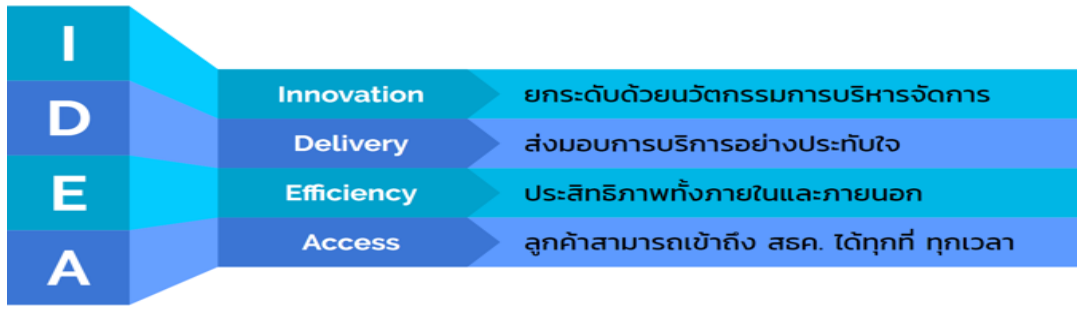 I
D
E
A
Innovation ยกระดับด้วยนวัตกรรมการบริหารจัดการ
Delivery ส่งมอบการบริการอย่างประทับใจ
Efficiency ประสิทธิภาพทั้งภายในและภายนอก
Access ลูกค้าสามารถเข้าถึง สธค. ได้ทุกที่ ทุกเวลา